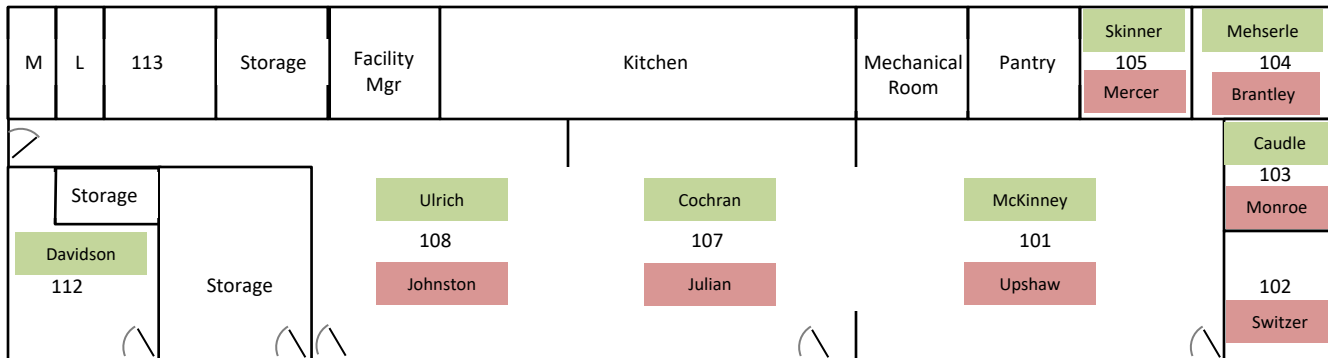 M
L
113
Storage
Facility
Mgr
Kitchen
Mechanical
Room
Pantry
Skinner
105
Mercer
Mehserle
104
Brantley
Caudle
103
Monroe
Storage
Davidson
112
Storage
Ulrich
108
Johnston
Cochran
107
Julian
McKinney
101
Upshaw
102
Switzer